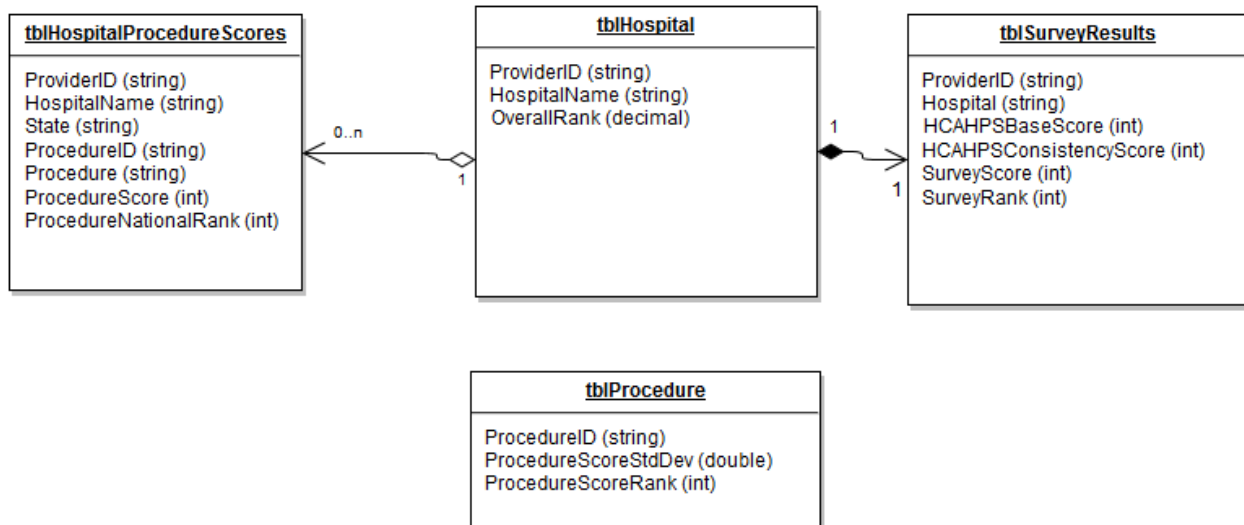 tblHospitalProcedureScores
ProviderID (string)
HospitalName (string)
State (string)
ProcedureID (string)
Procedure (string)
ProcedureScore (int)
ProcedureNationalRank (int)
0..n
1
tblHospital
ProviderID (string)
HospitalName (string)
OverallRank (decimal)
1
1
tblSurveyResults
ProviderID (string)
Hospital (string)
HCAHPSBaseScore (int)
HCAHPSConsistencyScore (int)
SurveyScore (int)
SurveyRank (int)
tblProcedure
ProcedureID (string)
ProcedureScoreStdDev (double)
ProcedureScoreRank (int)